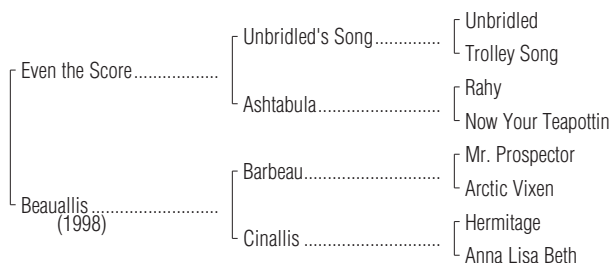 Unbridled
Unbridled's Song..............
Trolley Song
Even the Score..................
Rahy
Ashtabula..........................
Now Your Teapottin
Mr. Prospector
Barbeau.............................
Arctic Vixen
Beauallis...........................
(1998)
Hermitage
Cinallis .............................
Anna Lisa Beth